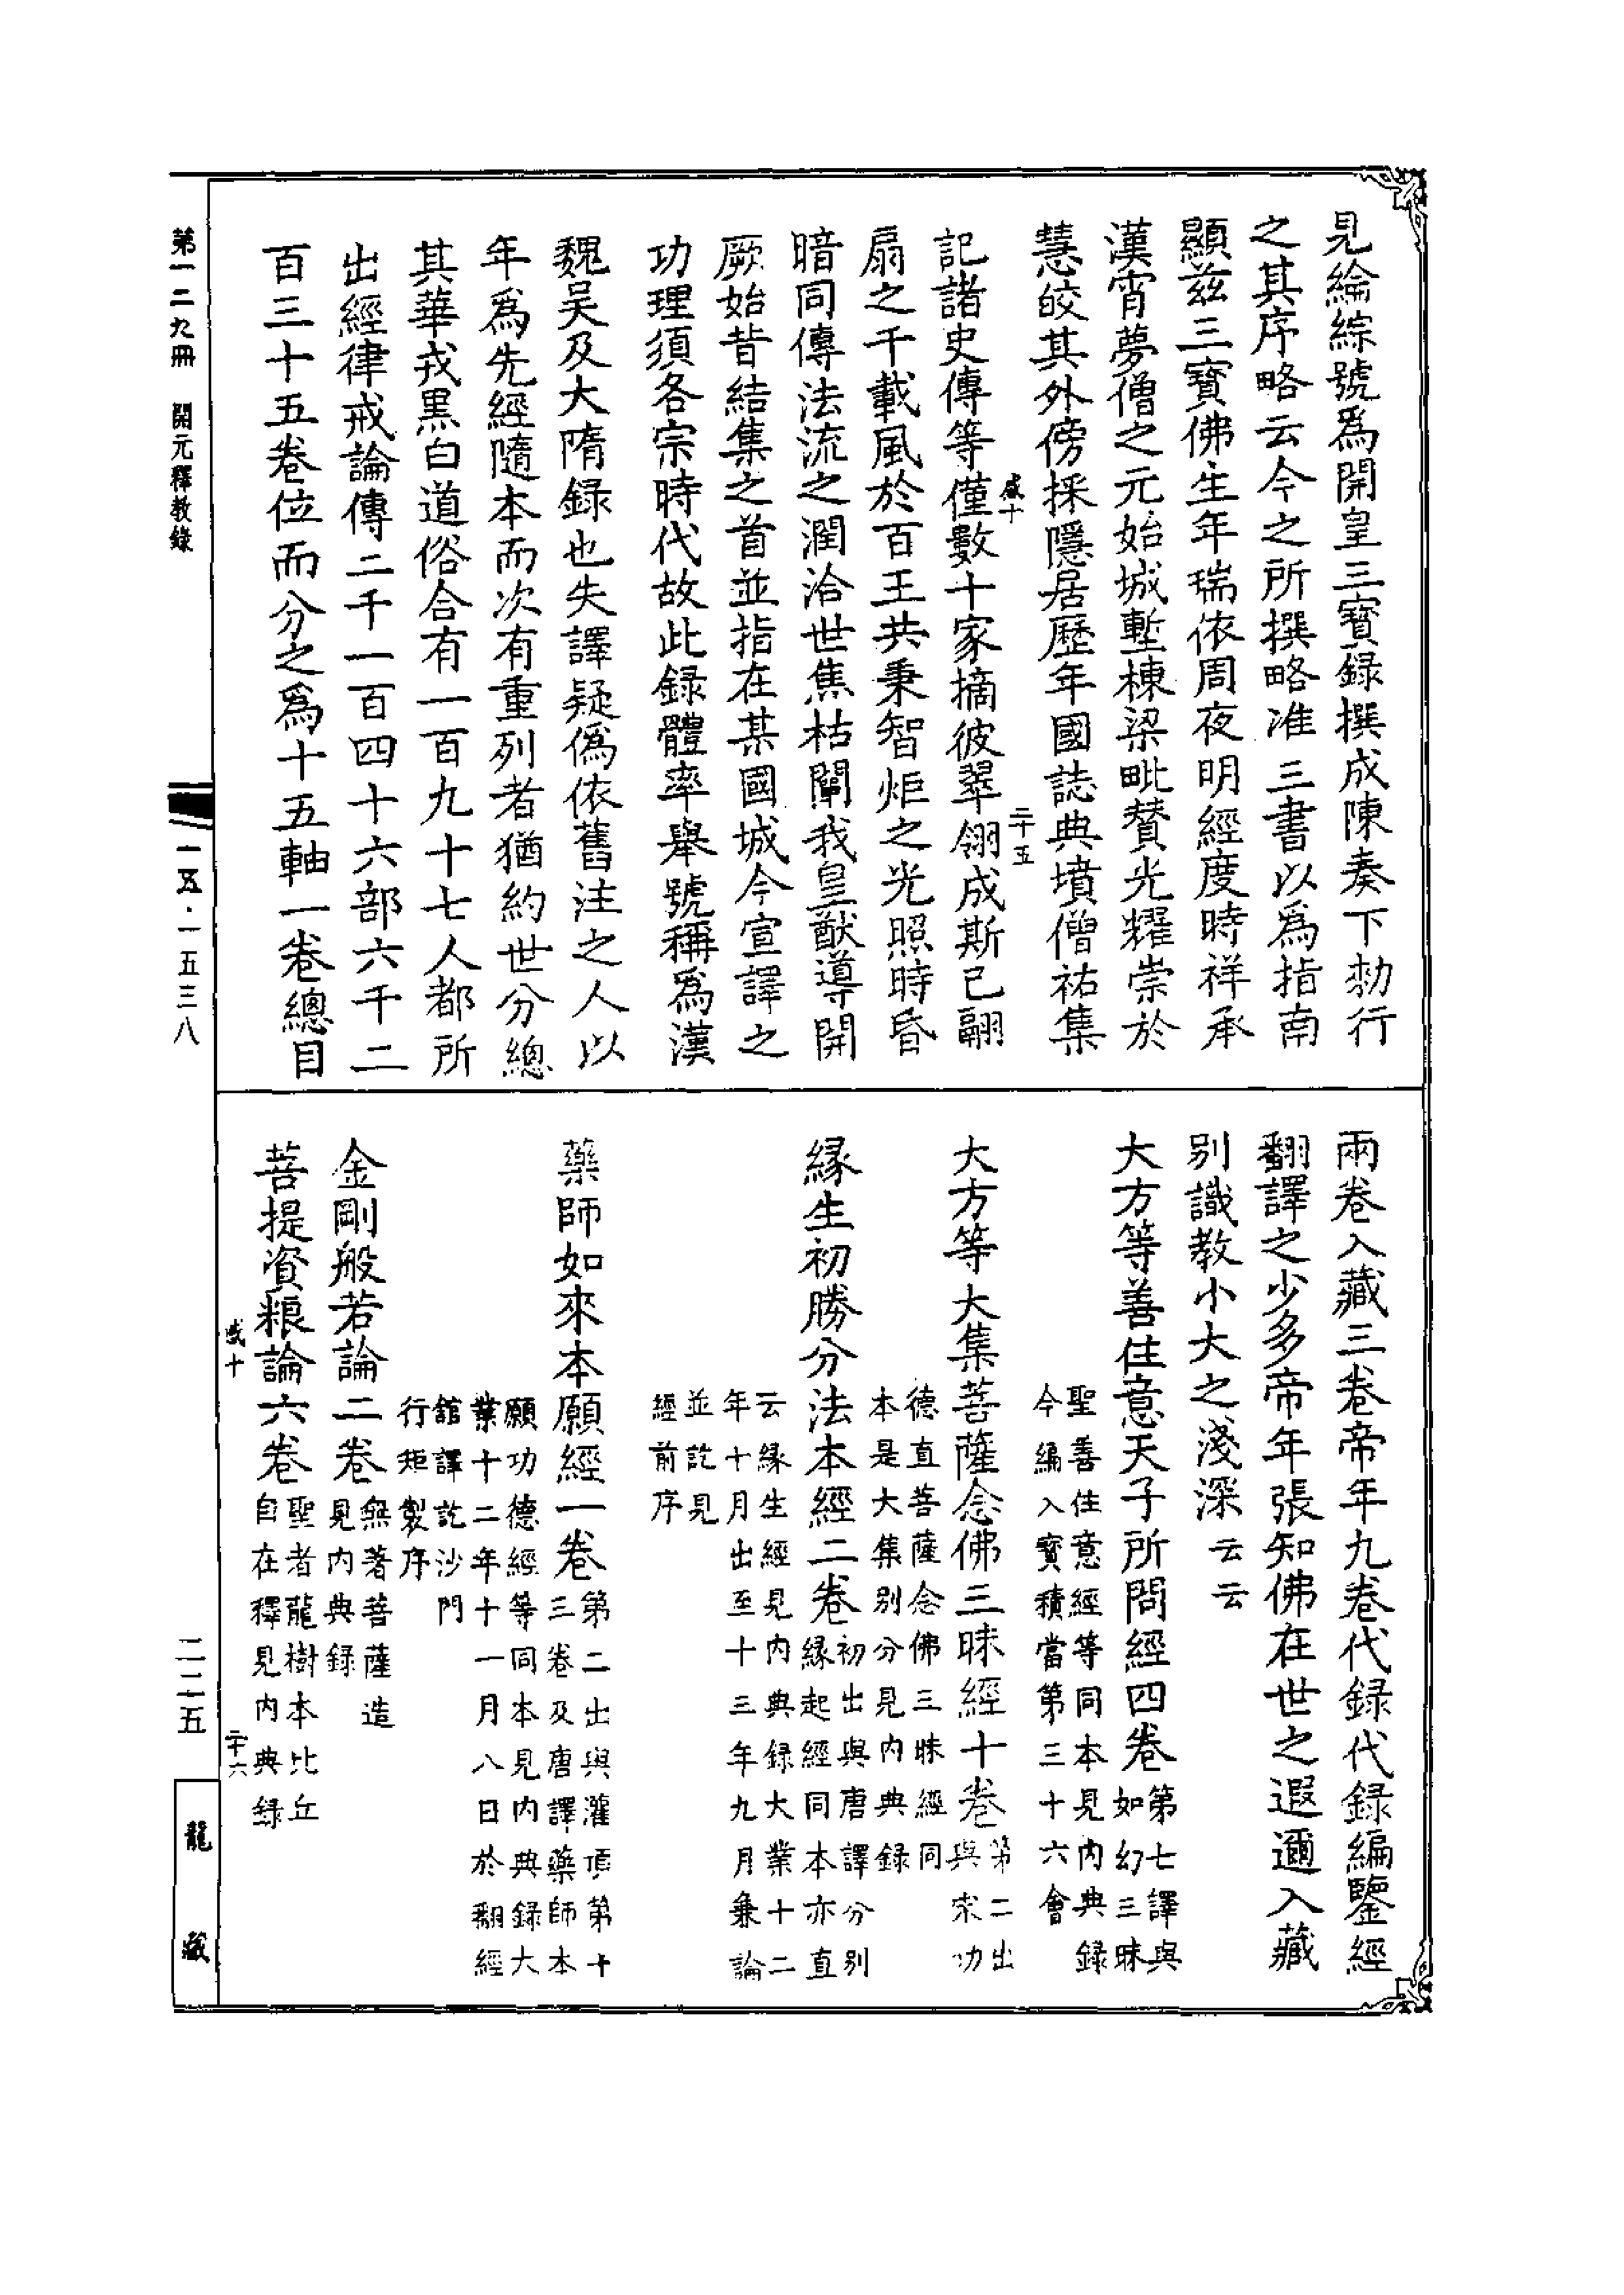 見綸綜號爲開皇三寶録撰成陳奏下勑行
之其序略云今之所撰略准三書以爲指南
顯茲三寶佛生年瑞依周夜明經度時祥承
漢宵夢僧之元始城塹棟梁毗賛光耀崇於
慧皎其外傍採隱居歷年國誌典墳僧祐集
記諸史傳等僅數十家摘彼翠翎成斯已翮
扇之千載風於百王共秉智炬之光照時昏
暗同傳法流之潤洽世焦枯闡我皇猷導開
厥始昔結集之首並指在某國城今宣譯之
功理須各宗時代故此録體率舉號稱爲漢
魏吴及大隋録也失譯疑僞依舊注之人以
年爲先經隨本而次有重列者猶約世分總
其華戎黑白道俗合有一百九十七人都所
出經律戒論傳二千一百四十六部六千二
百三十五卷位而分之爲十五軸一卷總目
兩卷入藏三卷帝年九卷代録代録編鑒經
翻譯之少多帝年張知佛在世之遐邇入藏
別識教小大之淺深云云
大方等善住意天子所問經四卷第七譯與
如幻三昧
聖善住意經等同本見內典録
今編入寶積當第三十六會
大方等大集菩薩念佛三昧經十卷第二出
與宋功
德直菩薩念佛三昧經同
本是大集別分見內典録
縁生初勝分法本經二卷初出與唐譯分別
縁起經同本亦直
云縁生經見內典録大業十二
年十月出至十三年九月兼論
並訖見
經前序
藥師如來本願經一卷第二出與灌頂第十
三卷及唐譯藥師本
願功德經等同本見內典録大
業十二年十一月八日於翻經
舘譯訖沙門
行矩製序
金剛般若論二卷無著菩薩造
見內典録
菩提資粮論六卷聖者龍樹本比丘
自在釋見內典録
咸十
二十五
咸十
二十六
第一二九冊 開元釋教錄
一五·一五三八
二二五
龍藏